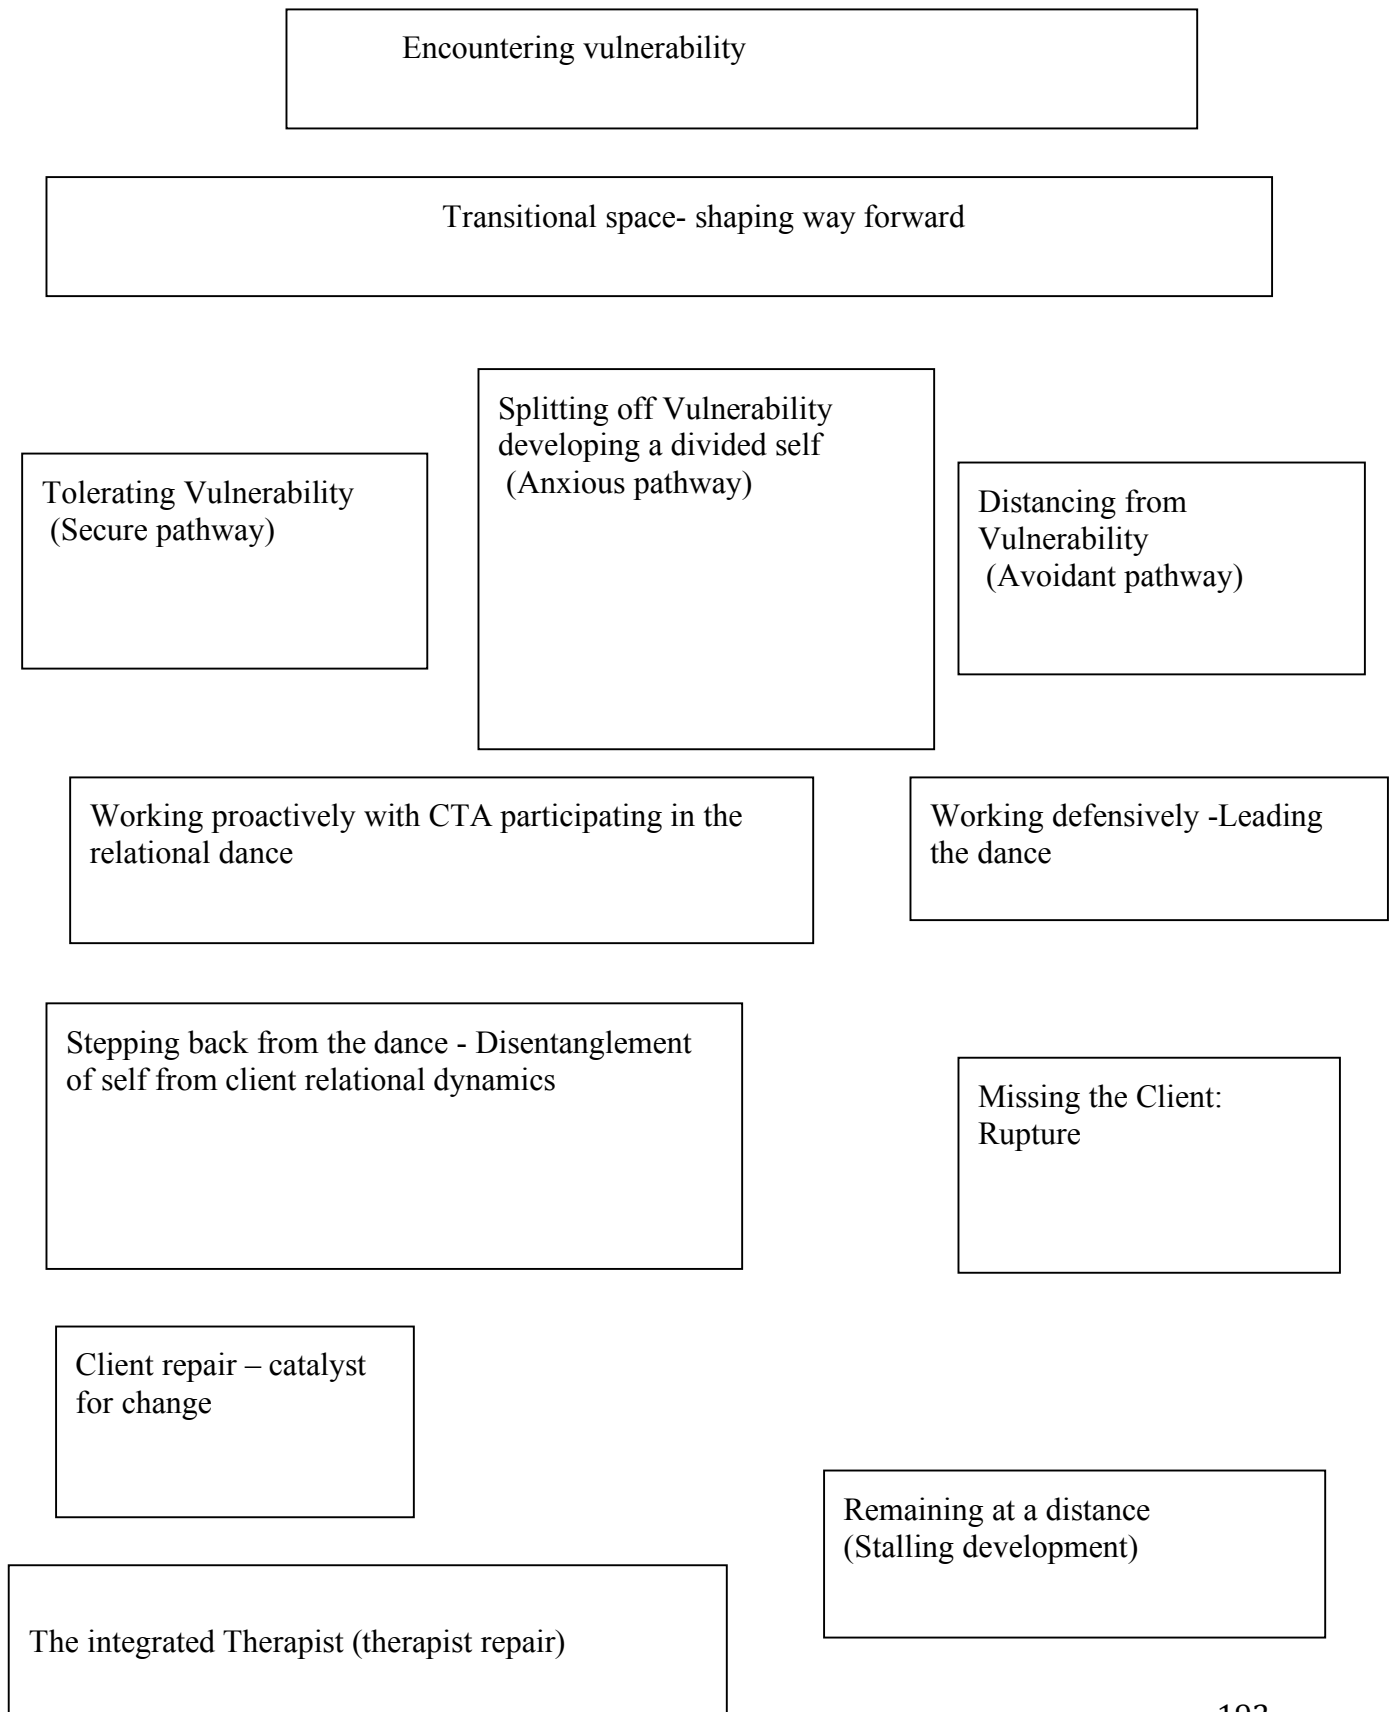 Encountering vulnerability
Transitional space- shaping way forward
Splitting off Vulnerability
developing a divided self
(Anxious pathway)
Tolerating Vulnerability
(Secure pathway)
Distancing from
Vulnerability
(Avoidant pathway)
Working proactively with CTA participating in the
relational dance
Working defensively -Leading
the dance
Stepping back from the dance - Disentanglement
of self from client relational dynamics
Missing the Client:
Rupture
Client repair – catalyst
for change
Remaining at a distance
(Stalling development)
The integrated Therapist (therapist repair)